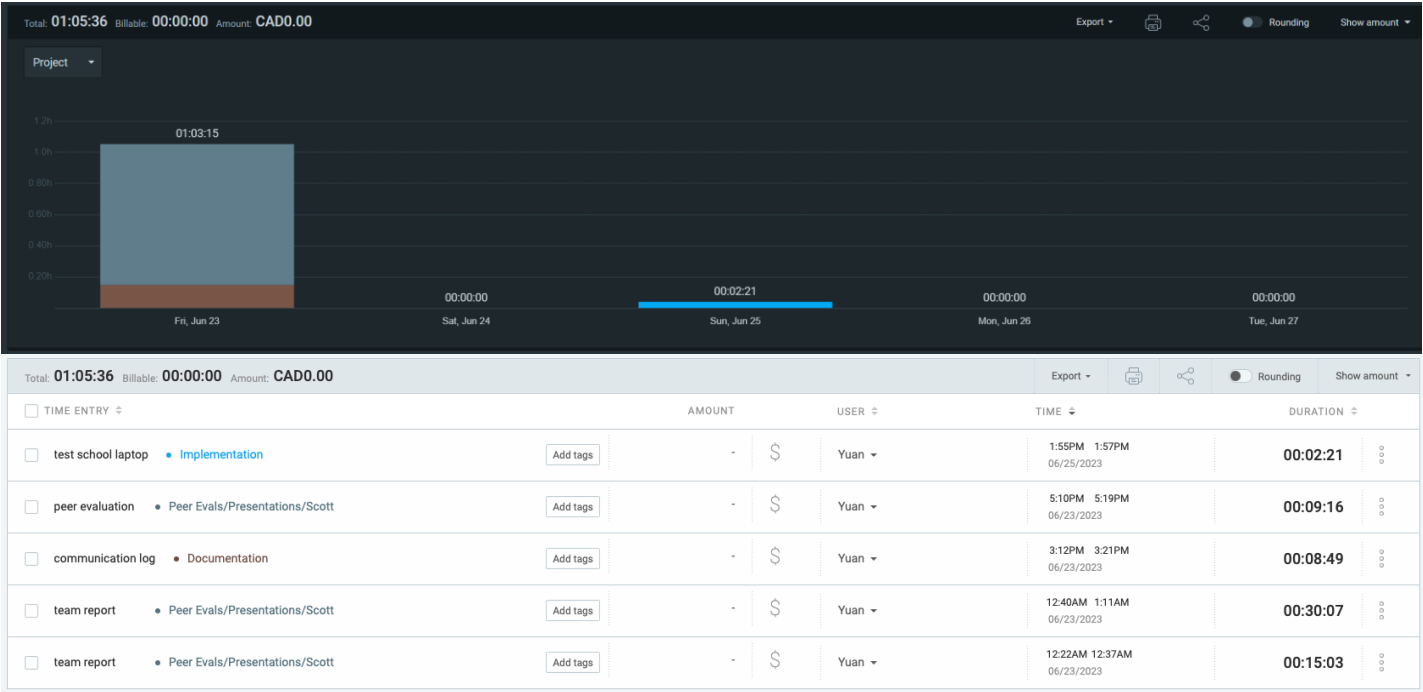 Total: 01:05:36 Billable: 00:00:00 Amount: CAD0.00 Export Rounding Show amount
Project
1.2h
01:03:15
1.0h
0.80h
0.60h
0.40h
0.20h
00:00:00 00:02:21 00:00:00 00:00:00
Fri, Jun 23 Sat, Jun 24 Sun, Jun 25 Mon, Jun 26 Tue, Jun 27
Total: 01:05:36 Billable: 00:00:00 Amount: CAD0.00 Export Rounding Show amount
TIME ENTRY AMOUNT USER TIME DURATION
test school laptop • Implementation Add tags - $ Yuan 1:55PM 1:57PM 00:02:21
06/25/2023
peer evaluation • Peer Evals/Presentations/Scott Add tags - $ Yuan 5:10PM 5:19PM 00:09:16
06/23/2023
communication log • Documentation Add tags - $ Yuan 3:12PM 3:21PM 00:08:49
06/23/2023
team report • Peer Evals/Presentations/Scott Add tags - $ Yuan 12:40AM 1:11AM 00:30:07
06/23/2023
team report • Peer Evals/Presentations/Scott Add tags - $ Yuan 12:22AM 12:37AM 00:15:03
06/23/2023